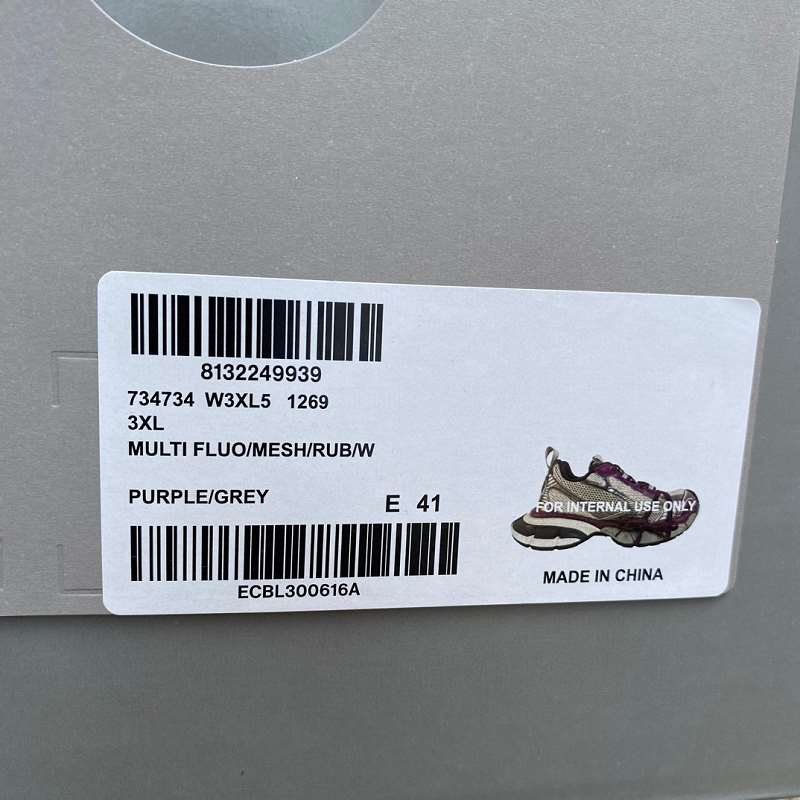 8132249939
734734 W3XL5 1269
3XL
MULTI FLUO/MESH/RUB/W
PURPLE/GREY E 41
FOR INTERNAL USE ONLY
ECBL300616A
MADE IN CHINA